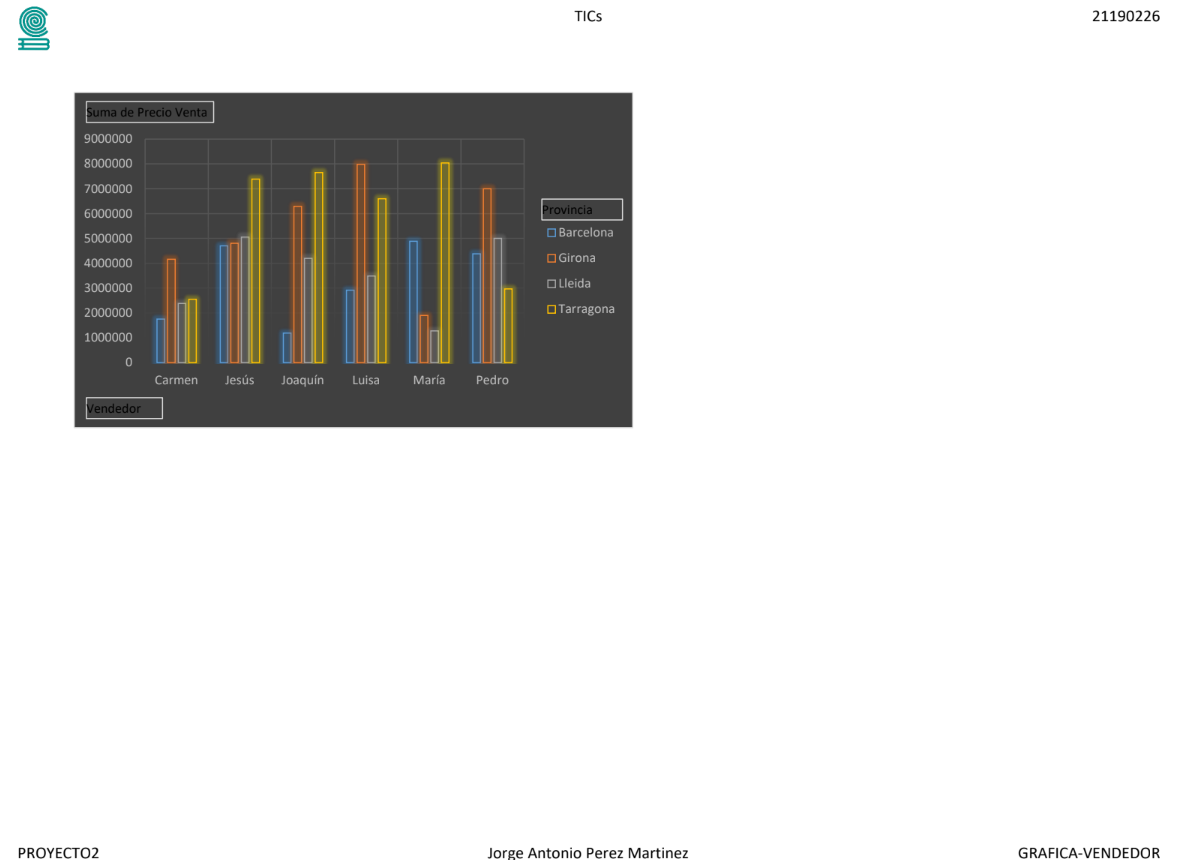 TICs
21190226
Suma de Precio Venta
9000000
8000000
7000000
6000000
5000000
4000000
3000000
2000000
1000000
0
Carmen Jesús Joaquín Luisa María Pedro
Vendedor
Provincia
Barcelona
Girona
Lleida
Tarragona
PROYECTO2
Jorge Antonio Perez Martinez
GRAFICA-VENDEDOR